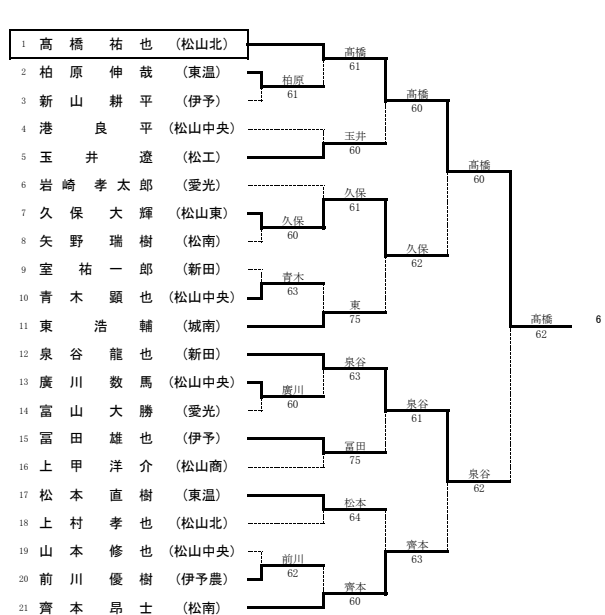 1 髙橋 祐也 (松山北)
2 柏原 伸哉 (東温)
3 新山 耕平 (伊予)
4 港 良平 (松山中央)
5 玉井 遼 (松工)
6 岩崎 孝太郎 (愛光)
7 久保 大輝 (松山東)
8 矢野 瑞樹 (松南)
9 室 祐一郎 (新田)
10 青木 顕也 (松山中央)
11 東 浩輔 (城南)
12 泉谷 龍也 (新田)
13 廣川 数馬 (松山中央)
14 富山 大勝 (愛光)
15 冨田 雄也 (伊予)
16 上甲 洋介 (松山商)
17 松本 直樹 (東温)
18 上村 孝也 (松山北)
19 山本 修也 (松山中央)
20 前川 優樹 (伊予農)
21 齊本 昂士 (松南)
柏原
61
久保
60
青木
63
廣川
60
前川
62
髙橋
61
玉井
60
久保
61
東
75
泉谷
63
冨田
75
松本
64
齊本
60
髙橋
60
久保
62
泉谷
61
齊本
63
髙橋
60
泉谷
62
髙橋
62
6